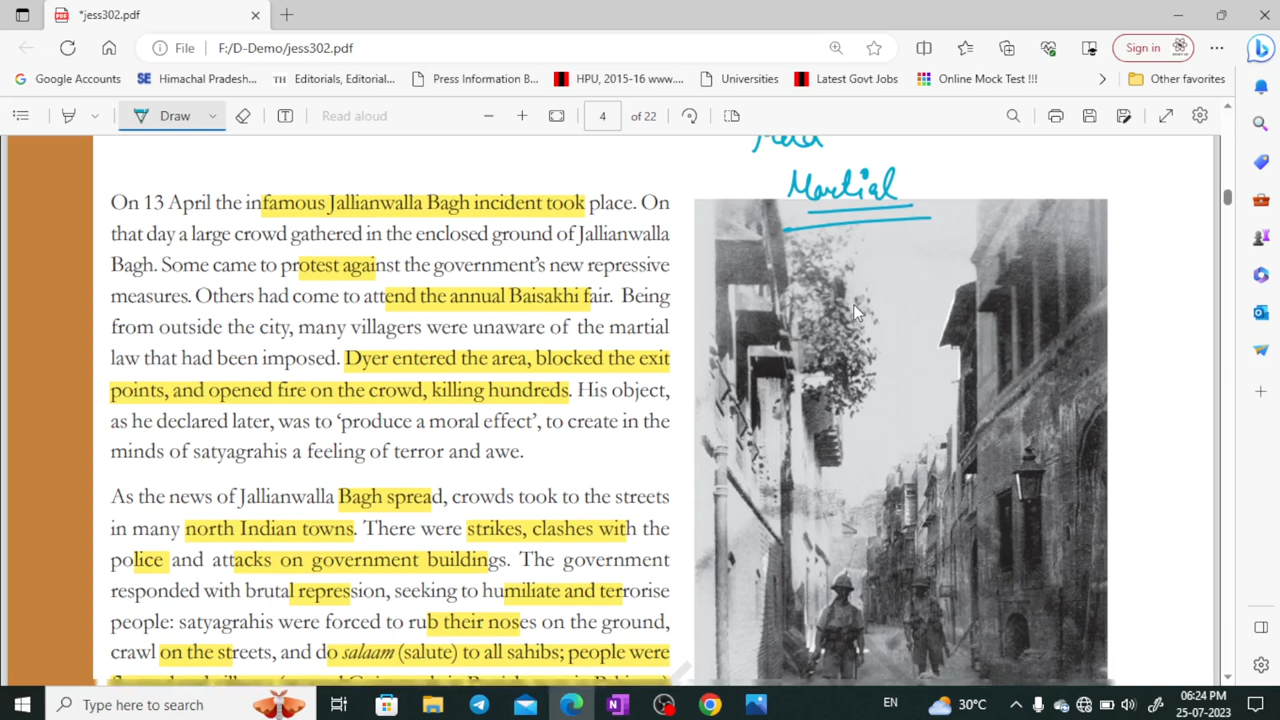 *jess302.pdf
File F:/D-Demo/jess302.pdf
Sign in
Google Accounts
SE Himachal Pradesh...
TH Editorials, Editorial...
Press Information B...
HPU, 2015-16 www....
Universities
Latest Govt Jobs
Online Mock Test !!!
Other favorites
Draw
Read aloud
4 of 22
Martial
On 13 April the infamous Jallianwalla Bagh incident took place. On
that day a large crowd gathered in the enclosed ground of Jallianwalla
Bagh. Some came to protest against the government's new repressive
measures. Others had come to attend the annual Baisakhi fair. Being
from outside the city, many villagers were unaware of the martial
law that had been imposed. Dyer entered the area, blocked the exit
points, and opened fire on the crowd, killing hundreds. His object,
as he declared later, was to ‘produce a moral effect’, to create in the
minds of satyagrahis a feeling of terror and awe.
As the news of Jallianwalla Bagh spread, crowds took to the streets
in many north Indian towns. There were strikes, clashes with the
police and attacks on government buildings. The government
responded with brutal repression, seeking to humiliate and terrorise
people: satyagrahis were forced to rub their noses on the ground,
crawl on the streets, and do salaam (salute) to all sahibs; people were
Type here to search
30°C
EN
06:24 PM
25-07-2023